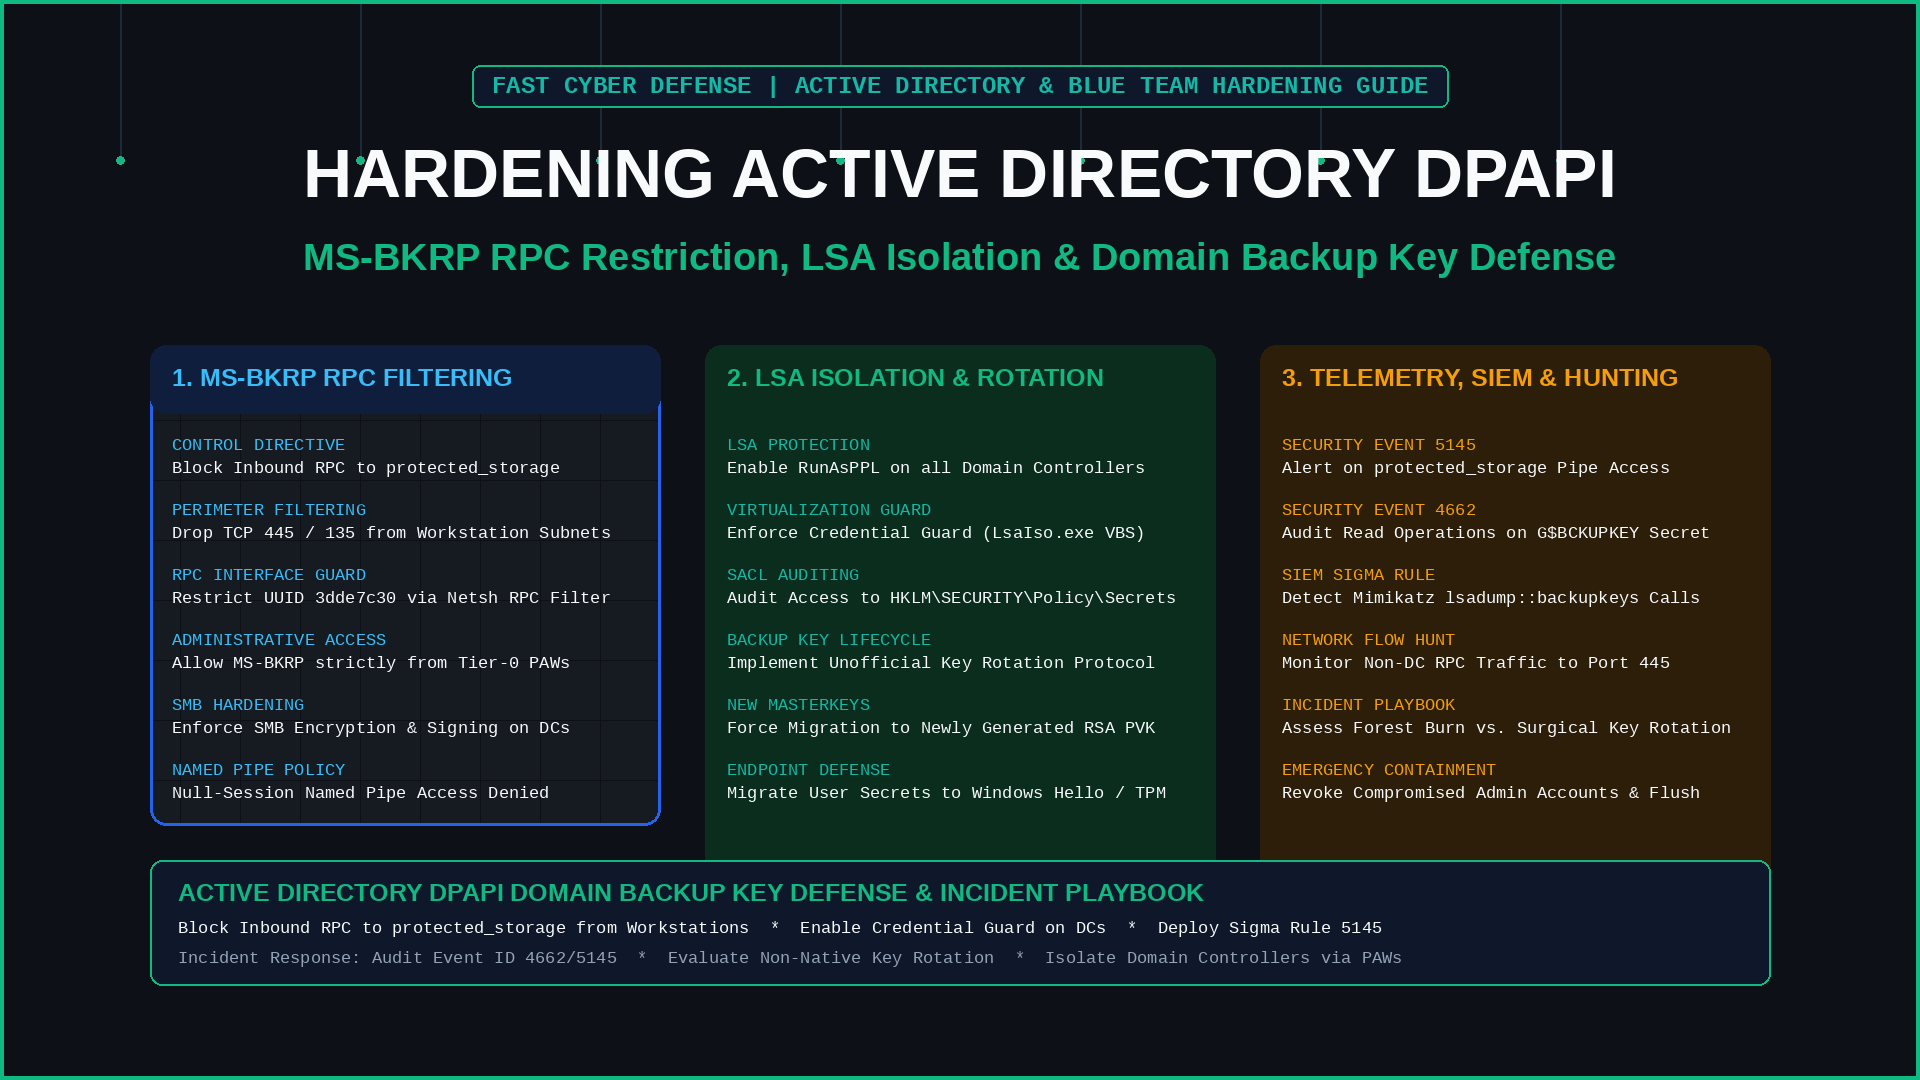 FAST CYBER DEFENSE | ACTIVE DIRECTORY & BLUE TEAM HARDENING GUIDE
HARDENING ACTIVE DIRECTORY DPAPI
MS-BKRP RPC Restriction, LSA Isolation & Domain Backup Key Defense
1. MS-BKRP RPC FILTERING
CONTROL DIRECTIVE
Block Inbound RPC to protected_storage
PERIMETER FILTERING
Drop TCP 445 / 135 from Workstation Subnets
RPC INTERFACE GUARD
Restrict UUID 3dde7c30 via Netsh RPC Filter
ADMINISTRATIVE ACCESS
Allow MS-BKRP strictly from Tier-0 PAWs
SMB HARDENING
Enforce SMB Encryption & Signing on DCs
NAMED PIPE POLICY
Null-Session Named Pipe Access Denied
2. LSA ISOLATION & ROTATION
LSA PROTECTION
Enable RunAsPPL on all Domain Controllers
VIRTUALIZATION GUARD
Enforce Credential Guard (LsaIso.exe VBS)
SACL AUDITING
Audit Access to HKLM\SECURITY\Policy\Secrets
BACKUP KEY LIFECYCLE
Implement Unofficial Key Rotation Protocol
NEW MASTERKEYS
Force Migration to Newly Generated RSA PVK
ENDPOINT DEFENSE
Migrate User Secrets to Windows Hello / TPM
3. TELEMETRY, SIEM & HUNTING
SECURITY EVENT 5145
Alert on protected_storage Pipe Access
SECURITY EVENT 4662
Audit Read Operations on G$BCKUPKEY Secret
SIEM SIGMA RULE
Detect Mimikatz lsadump::backupkeys Calls
NETWORK FLOW HUNT
Monitor Non-DC RPC Traffic to Port 445
INCIDENT PLAYBOOK
Assess Forest Burn vs. Surgical Key Rotation
EMERGENCY CONTAINMENT
Revoke Compromised Admin Accounts & Flush
ACTIVE DIRECTORY DPAPI DOMAIN BACKUP KEY DEFENSE & INCIDENT PLAYBOOK
Block Inbound RPC to protected_storage from Workstations * Enable Credential Guard on DCs * Deploy Sigma Rule 5145
Incident Response: Audit Event ID 4662/5145 * Evaluate Non-Native Key Rotation * Isolate Domain Controllers via PAWs